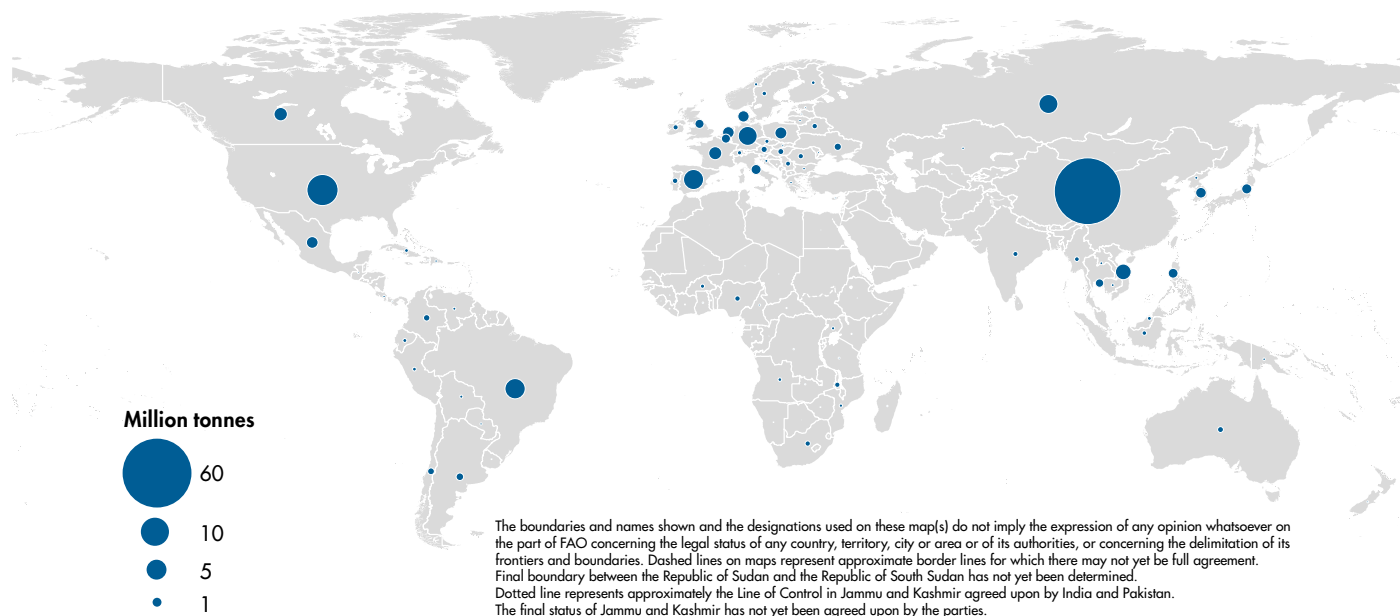 Million tonnes
60
10
5
1
The boundaries and names shown and the designations used on these map(s) do not imply the expression of any opinion whatsoever on
the part of FAO concerning the legal status of any country, territory, city or area or of its authorities, or concerning the delimitation of its
frontiers and boundaries. Dashed lines on maps represent approximate border lines for which there may not yet be full agreement.
Final boundary between the Republic of Sudan and the Republic of South Sudan has not yet been determined.
Dotted line represents approximately the Line of Control in Jammu and Kashmir agreed upon by India and Pakistan.
The final status of Jammu and Kashmir has not yet been agreed upon by the parties.